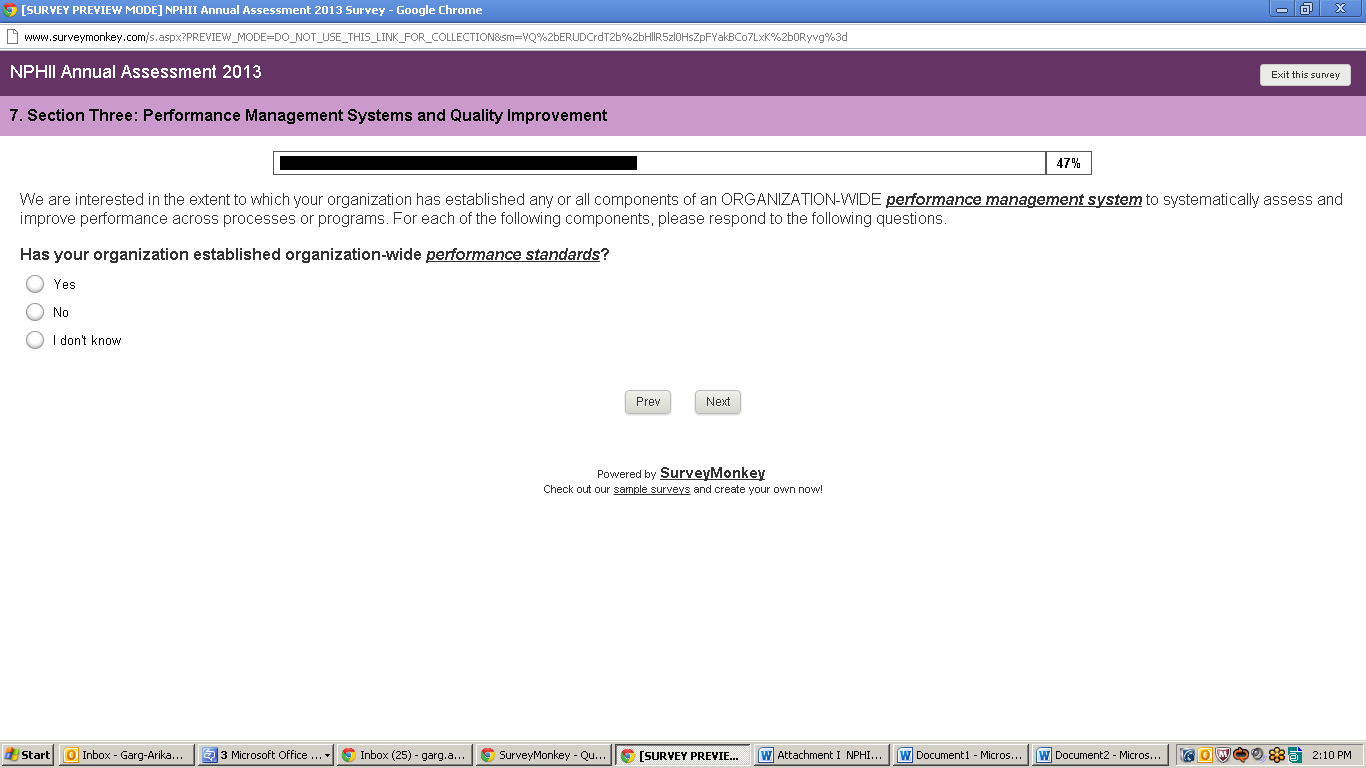 [SURVEY PREVIEW MODE] NPHII Annual Assessment 2013 Survey - Google Chrome
www.surveymonkey.com/s.aspx?PREVIEW_MODE=DO_NOT_USE_THIS_LINK_FOR_COLLECTION&sm=VQ%2bERUDCrdT2b%2bHllR5zl0HsZpFYakBCo7LxK%2b0Ryvg%3d
NPHII Annual Assessment 2013
Exit this survey
7. Section Three: Performance Management Systems and Quality Improvement
47%
We are interested in the extent to which your organization has established any or all components of an ORGANIZATION-WIDE performance management system to systematically assess and
improve performance across processes or programs. For each of the following components, please respond to the following questions.
Has your organization established organization-wide performance standards?
Yes
No
I don't know
Prev Next
Powered by SurveyMonkey
Check out our sample surveys and create your own now!
Start Inbox - Garg-Arika... 3 Microsoft Office ... Inbox (25) - garg.a... SurveyMonkey - Qu... [SURVEY PREVIE... Attachment I NPHI... Document1 - Micros... Document2 - Micros... 2:10 PM